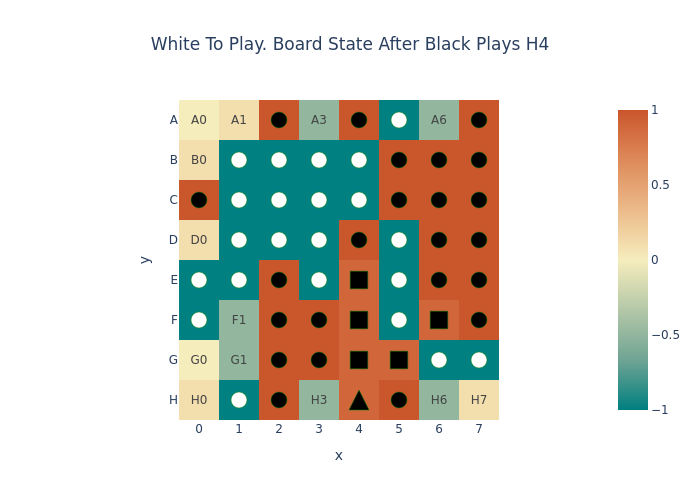 White To Play. Board State After Black Plays H4
A A0 A1 A3 A6
B B0
C
D D0
E
F F1
G G0 G1
H H0 H3 H6 H7
0 1 2 3 4 5 6 7
x
y
1
0.5
0
−0.5
−1